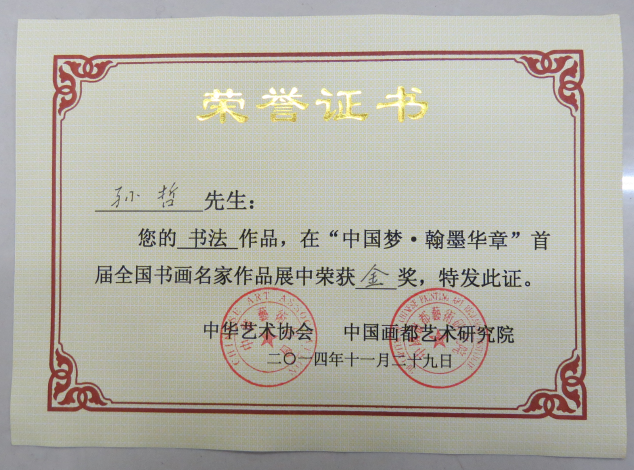 荣誉证书
孙哲 先生：
您的 书法 作品，在“中国梦·翰墨华章”首
届全国书画名家作品展中荣获 金 奖，特发此证。
中华艺术协会 中国画都艺术研究院
二〇一四年十一月二十九日